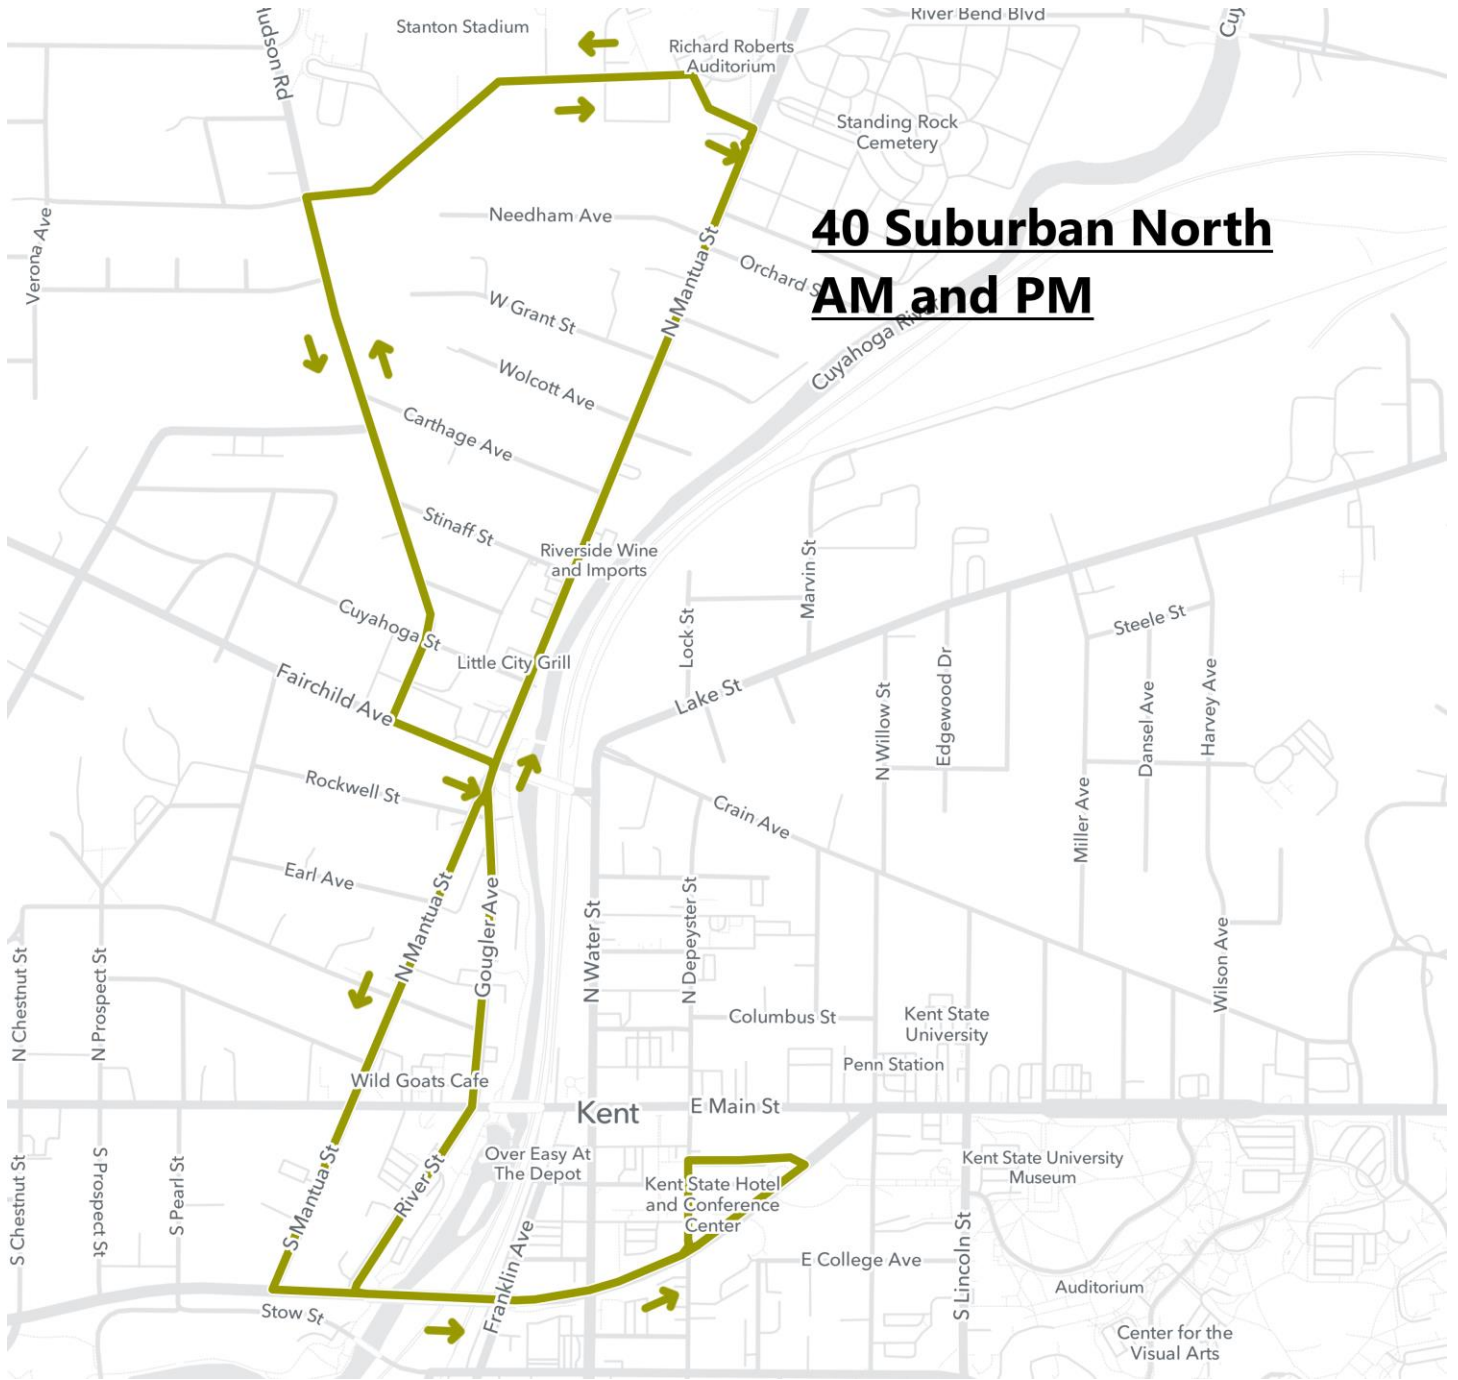 River Bend Blvd
Cuy
Hudson Rd
Stanton Stadium
Richard Roberts
Auditorium
Standing Rock
Cemetery
Verona Ave
Needham Ave
N Mantua St
40 Suburban North
AM and PM
Orchard S
W Grant St
Cuyahoga River
Wolcott Ave
Carthage Ave
Stinaff St
Riverside Wine
and Imports
Marvin St
Cuyahoga St
Little City Grill
Lock St
Steele St
Fairchild Ave
Lake St
N Willow St
Edgewood Dr
Dansel Ave
Harvey Ave
Rockwell St
Crain Ave
Miller Ave
Earl Ave
N Mantua St
Gougler Ave
N Water St
N Depeyster St
Wilson Ave
N Chestnut St
N Prospect St
Columbus St
Kent State
University
Penn Station
Wild Goats Cafe
Kent
E Main St
S Chestnut St
S Prospect St
S Pearl St
S Mantua St
River St
Over Easy At
The Depot
Kent State Hotel
and Conference
Center
Kent State University
Museum
Franklin Ave
E College Ave
S Lincoln St
Auditorium
Stow St
Center for the
Visual Arts